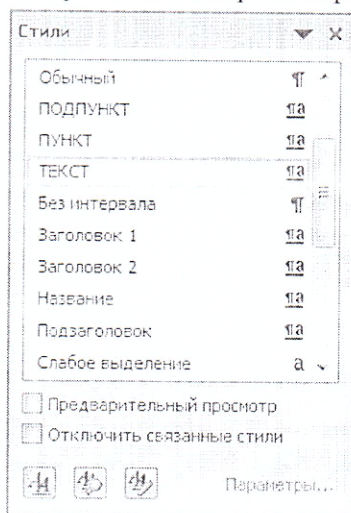 Стили
Обычный ¶
ПОДПУНКТ ¶a
ПУНКТ ¶a
ТЕКСТ ¶a
Без интервала ¶
Заголовок 1 ¶a
Заголовок 2 ¶a
Название ¶a
Подзаголовок ¶a
Слабое выделение a
Предварительный просмотр
Отключить связанные стили
Параметры...